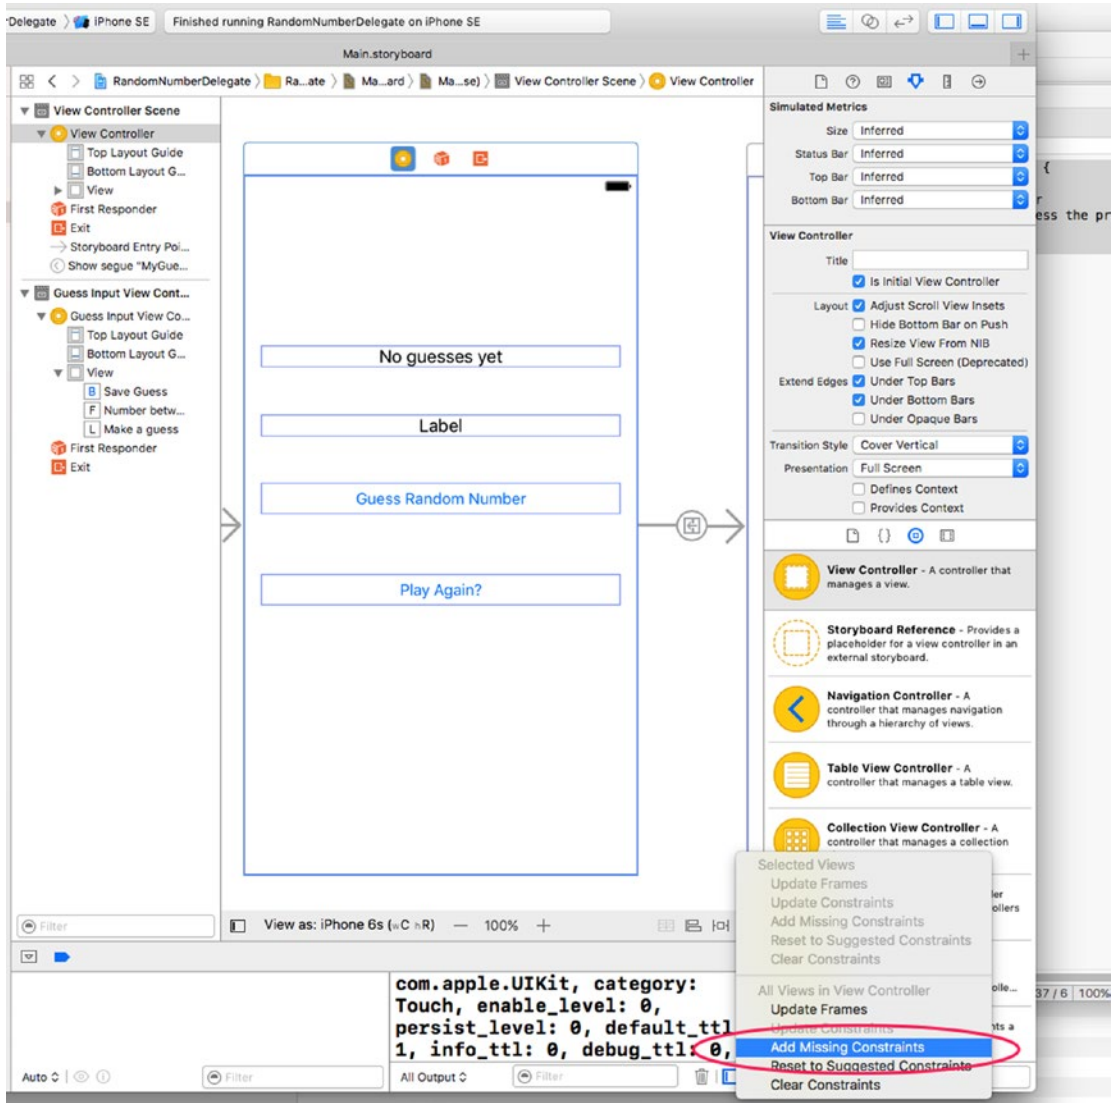 Delegate iPhone SE Finished running RandomNumberDelegate on iPhone SE
Main.storyboard
RandomNumberDelegate Ra...ate Ma...ard Ma...se) View Controller Scene View Controller
View Controller Scene
View Controller
Top Layout Guide
Bottom Layout G...
View
First Responder
Exit
Storyboard Entry Poi...
Show segue "MyGue...
Guess Input View Cont...
Guess Input View Co...
Top Layout Guide
Bottom Layout G...
View
B Save Guess
F Number betw...
L Make a guess
First Responder
Exit
Filter
No guesses yet
Label
Guess Random Number
Play Again?
View as: iPhone 6s (wC hR) — 100% +
Simulated Metrics
Size Inferred
Status Bar Inferred
Top Bar Inferred
Bottom Bar Inferred
View Controller
Title
Is Initial View Controller
Layout Adjust Scroll View Insets
Hide Bottom Bar on Push
Resize View From NIB
Use Full Screen (Deprecated)
Extend Edges Under Top Bars
Under Bottom Bars
Under Opaque Bars
Transition Style Cover Vertical
Presentation Full Screen
Defines Context
Provides Context
{}
View Controller - A controller that
manages a view.
Storyboard Reference - Provides a
placeholder for a view controller in an
external storyboard.
Navigation Controller - A
controller that manages navigation
through a hierarchy of views.
Table View Controller - A
controller that manages a table view.
Collection View Controller - A
controller that manages a collection
ler
ollers
olle...
nts a
Selected Views
Update Frames
Update Constraints
Add Missing Constraints
Reset to Suggested Constraints
Clear Constraints
All Views in View Controller
Update Frames
Update Constraints
Add Missing Constraints
Reset to Suggested Constraints
Clear Constraints
com.apple.UIKit, category:
Touch, enable_level: 0,
persist_level: 0, default_ttl
1, info_ttl: 0, debug_ttl: 0,
Auto
Filter
All Output
Filter
{
r
ess the pr
37 / 6 100%